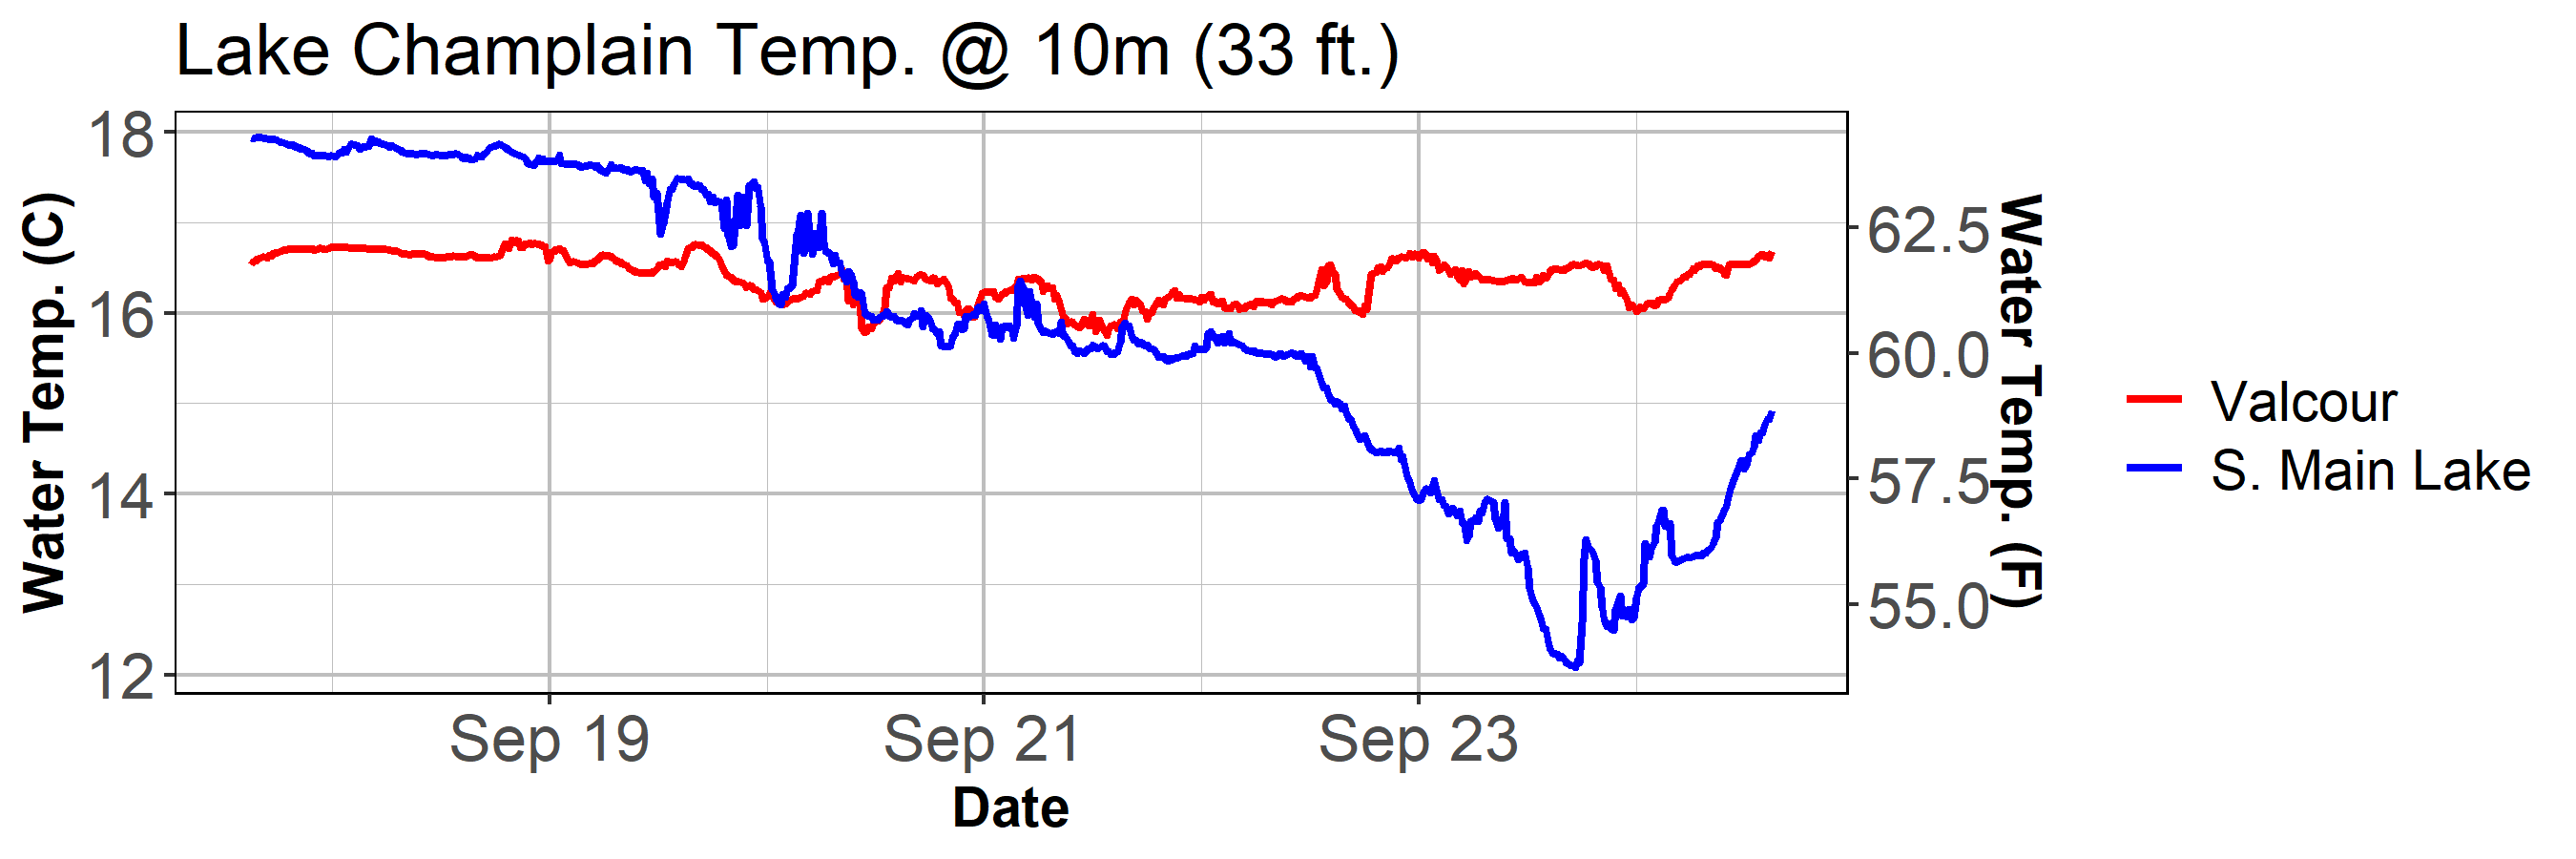 Lake Champlain Temp. @ 10m (33 ft.)
Water Temp. (C)
18
16
14
12
62.5
60.0
57.5
55.0
Water Temp. (F)
Sep 19
Sep 21
Sep 23
Date
Valcour
S. Main Lake